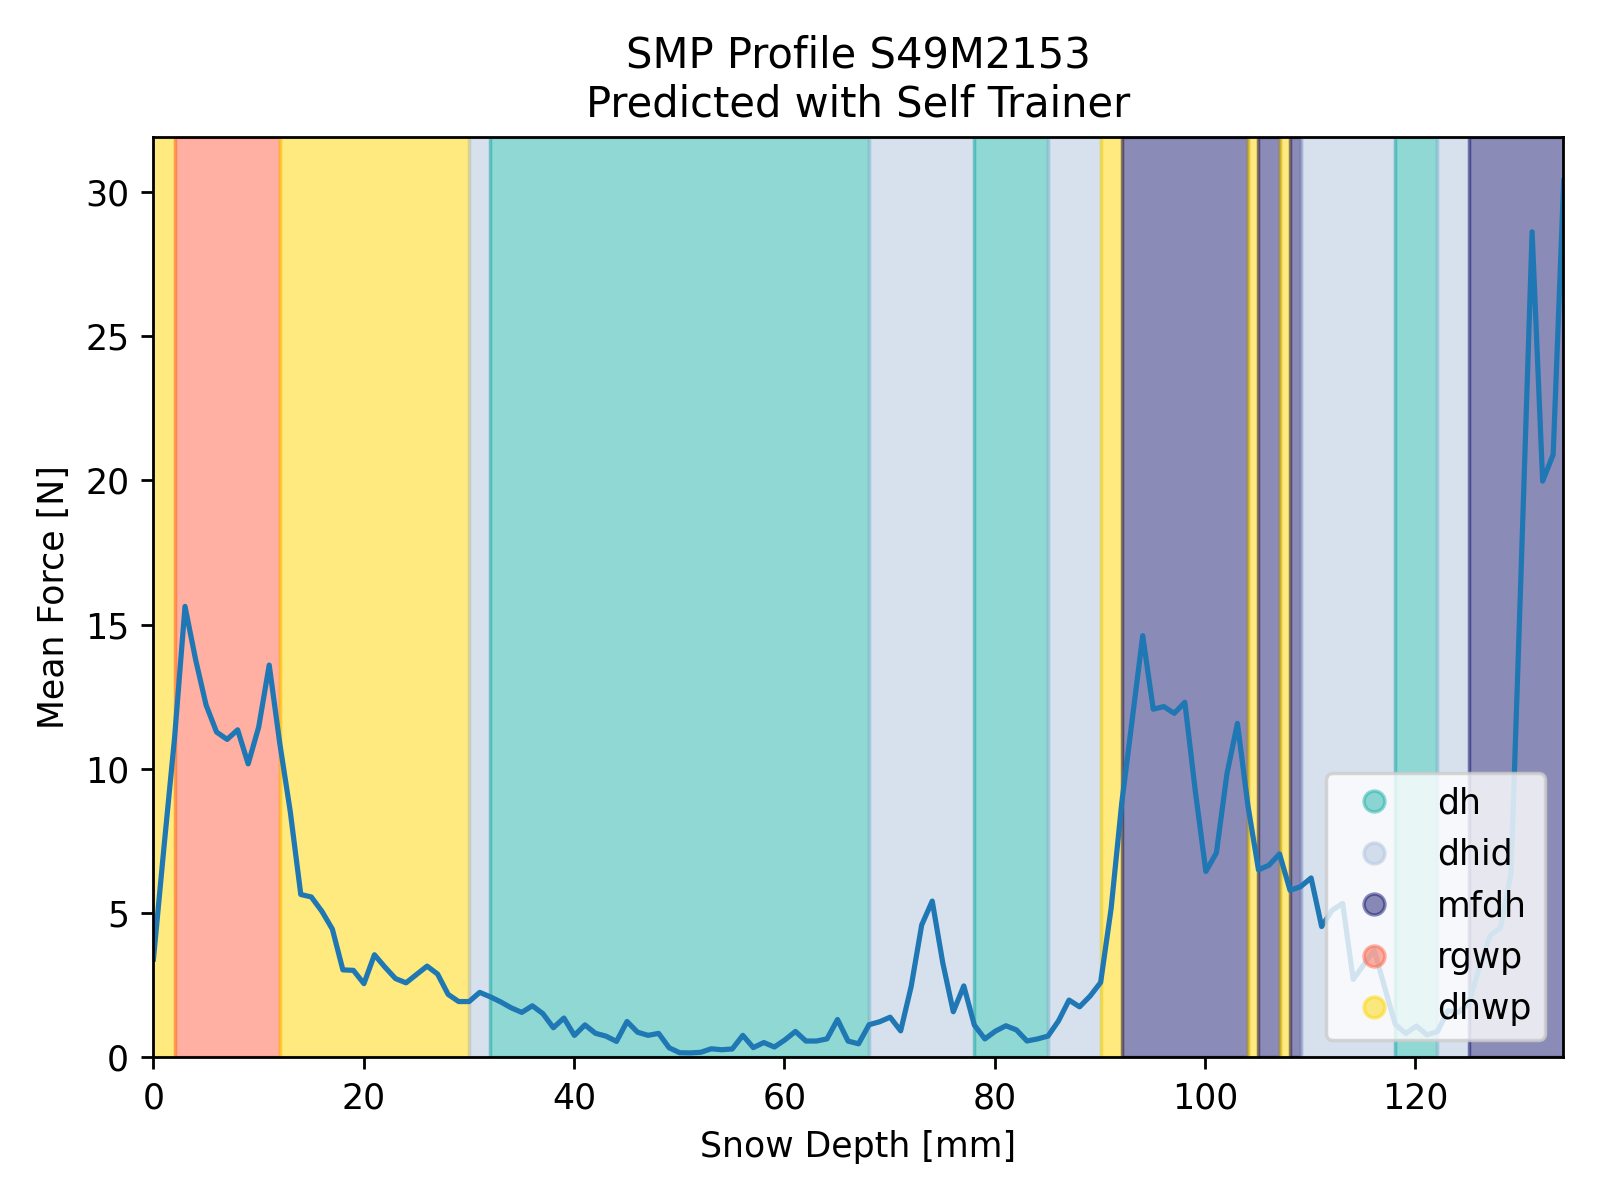 SMP Profile S49M2153
Predicted with Self Trainer
Mean Force [N]
30
25
20
15
10
5
0
dh
dhid
mfdh
rgwp
dhwp
0 20 40 60 80 100 120
Snow Depth [mm]